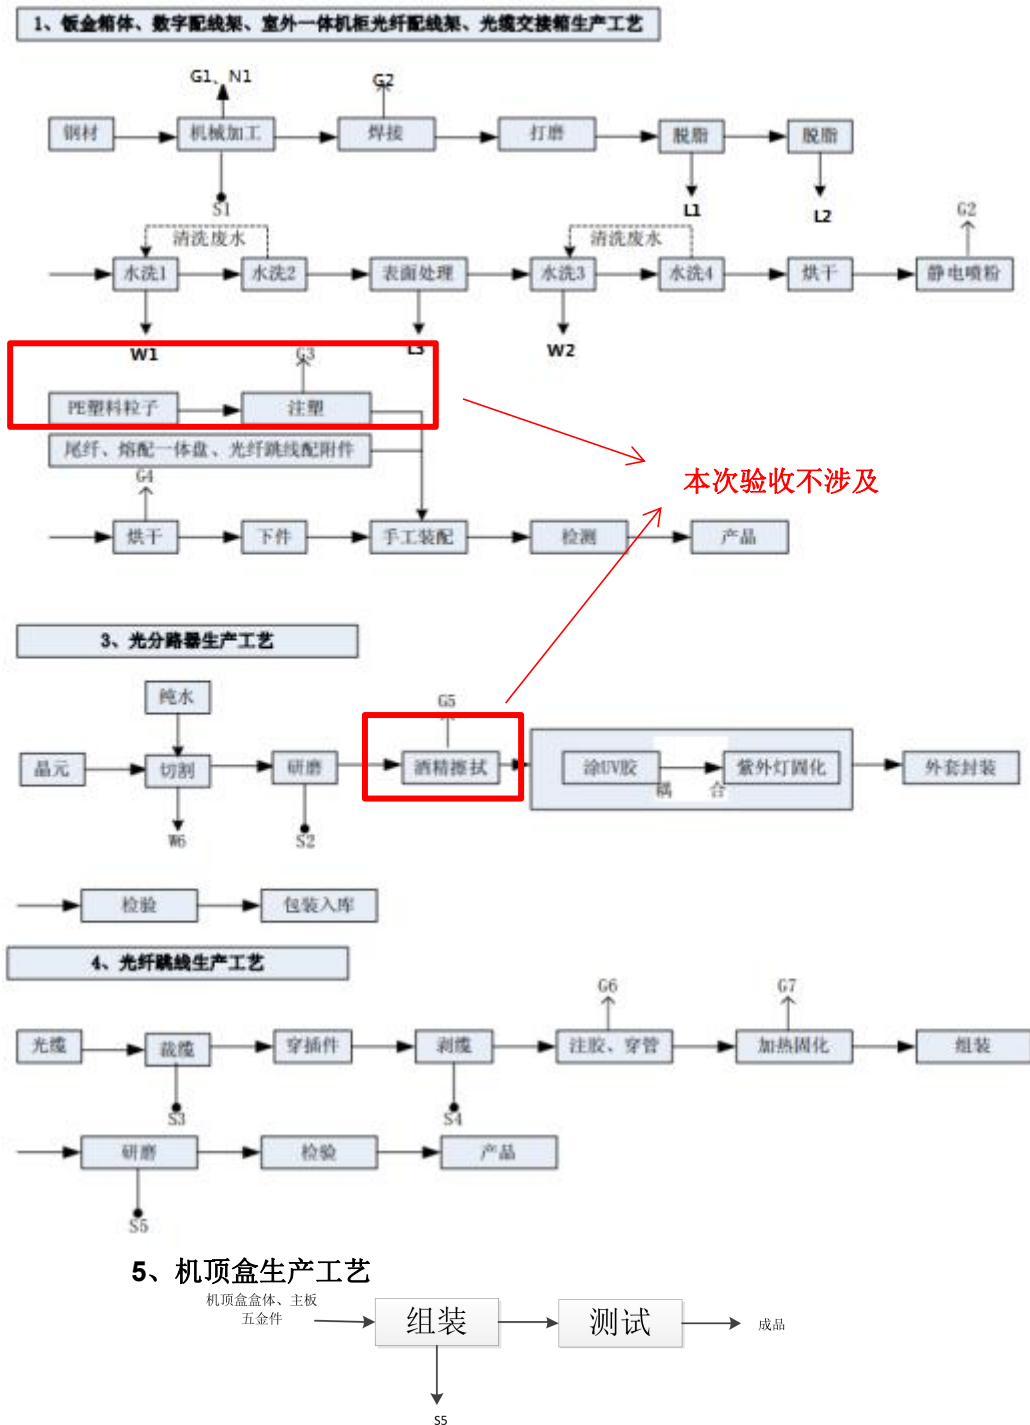 1、钣金箱体、数字配线架、室外一体机柜光纤配线架、光缆交接箱生产工艺
G1、N1
G2
钢材
机械加工
焊接
打磨
脱脂
脱脂
S1
L1
L2
G2
清洗废水
清洗废水
水洗1
水洗2
表面处理
水洗3
水洗4
烘干
静电喷粉
W1
L3
W2
G3
PE塑料粒子
注塑
尾纤、熔配一体盘、光纤跳线配附件
本次验收不涉及
G4
烘干
下件
手工装配
检测
产品
3、光分路器生产工艺
纯水
G5
晶元
切割
研磨
酒精擦拭
涂UV胶
紫外灯固化
外套封装
耦 合
W6
S2
检验
包装入库
4、光纤跳线生产工艺
G6
G7
光缆
裁缆
穿插件
剥缆
注胶、穿管
加热固化
组装
S3
S4
研磨
检验
产品
S5
5、机顶盒生产工艺
机顶盒盒体、主板
五金件
组装
测试
成品
S5